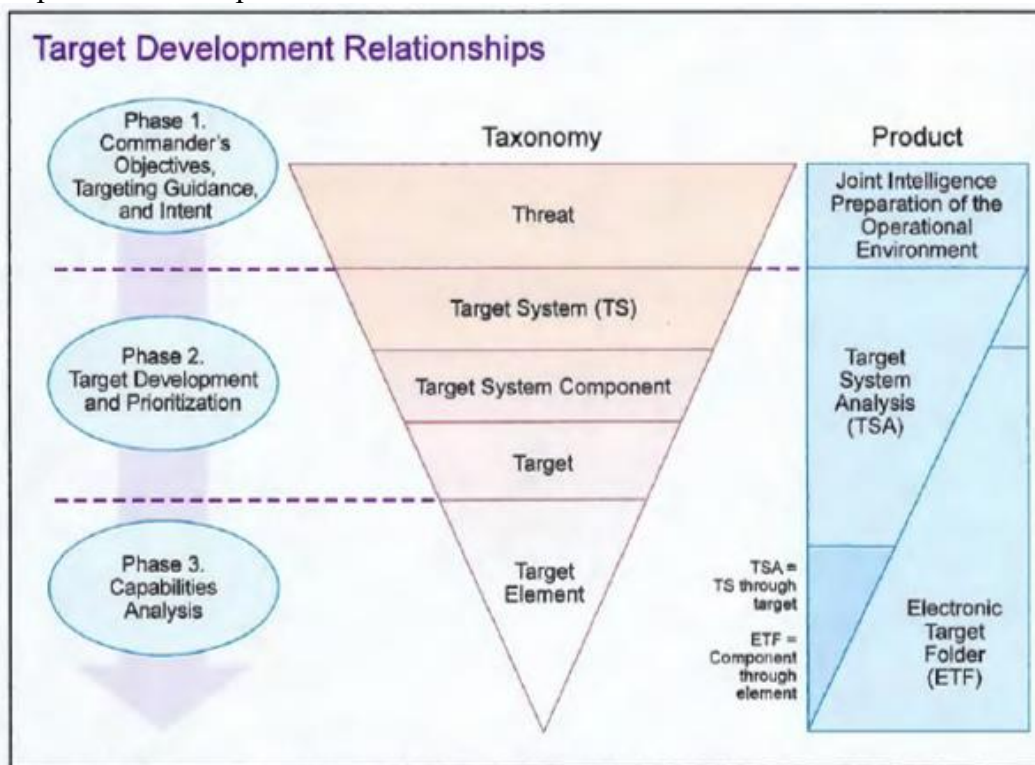 Target Development Relationships
Phase 1.
Commander's
Objectives,
Targeting Guidance,
and Intent
Phase 2.
Target Development
and Prioritization
Phase 3.
Capabilities
Analysis
Taxonomy
Threat
Target System (TS)
Target System Component
Target
Target
Element
Product
Joint Intelligence
Preparation of the
Operational
Environment
Target
System
Analysis
(TSA)
TSA =
TS through
target
ETF =
Component
through
element
Electronic
Target
Folder
(ETF)